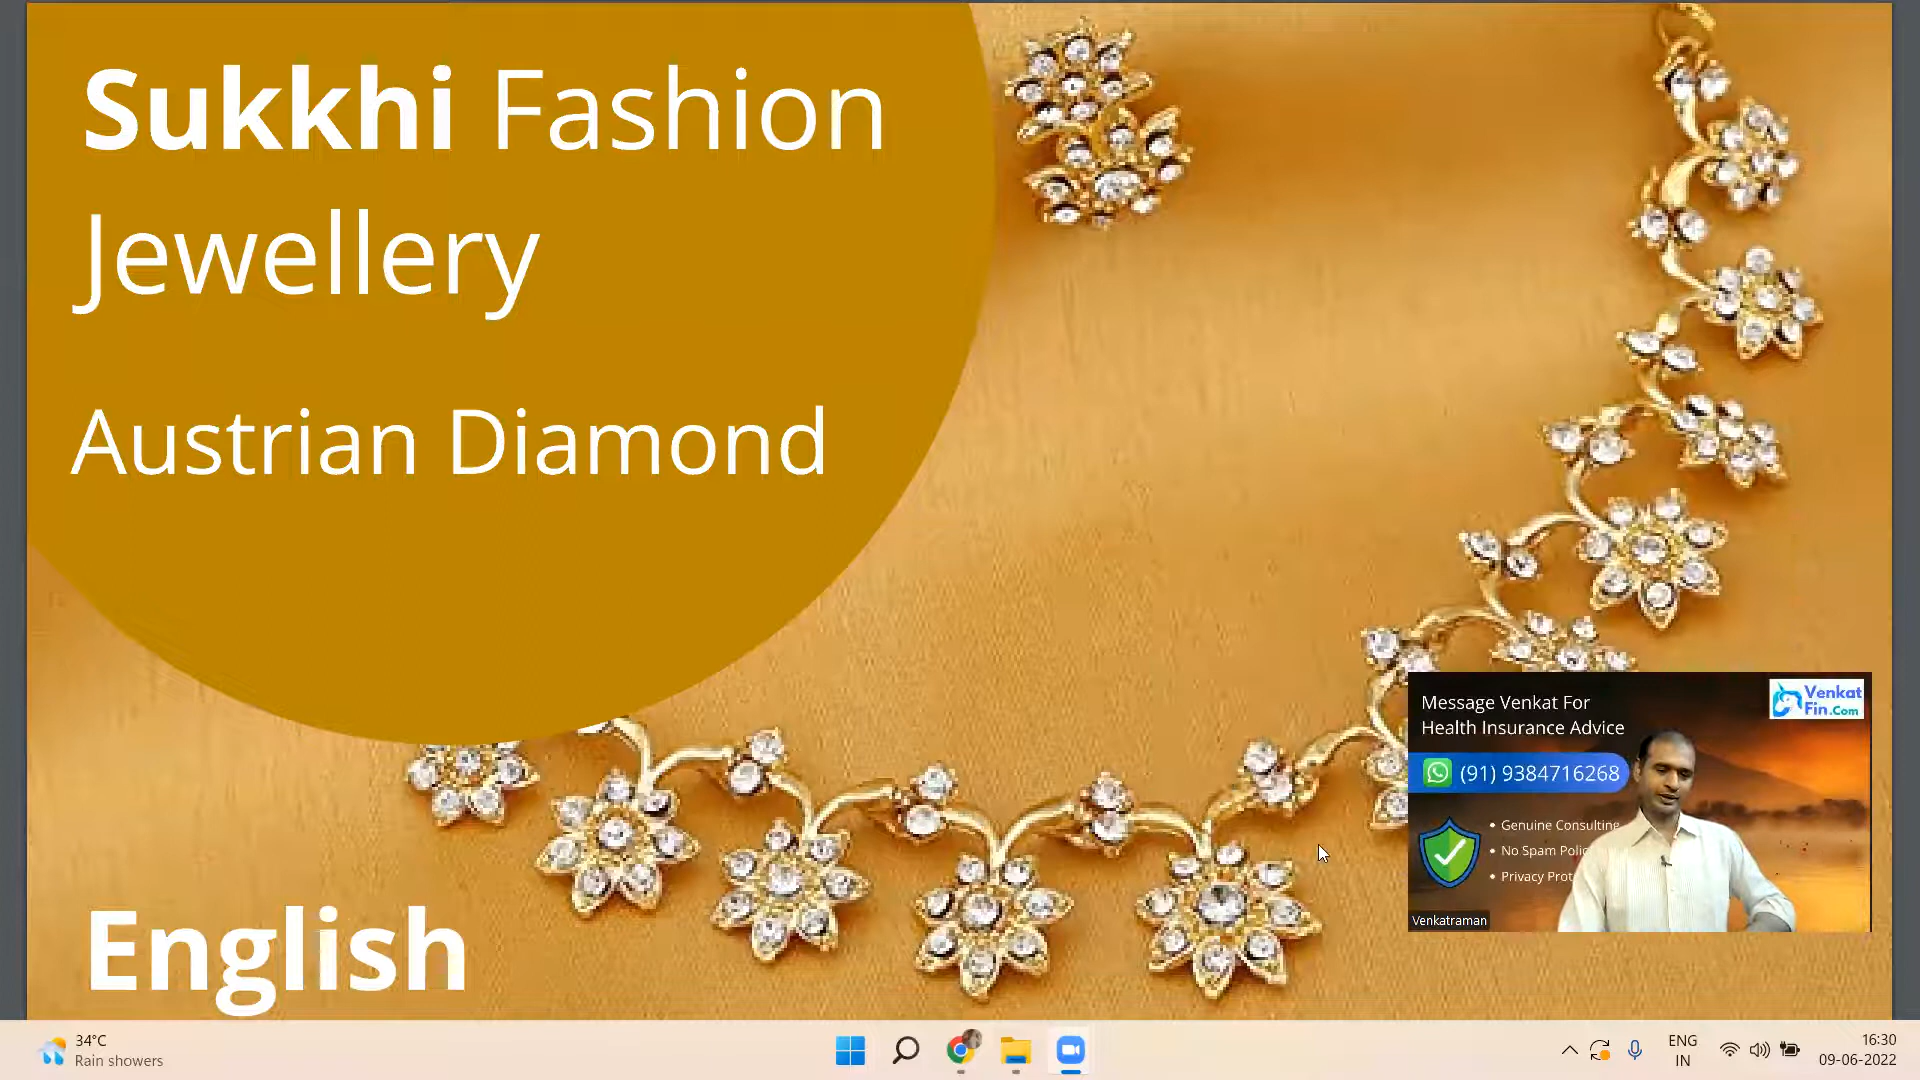 Sukkhi Fashion
Jewellery
Austrian Diamond
English
Message Venkat For
Health Insurance Advice
Venkat
Fin.Com
(91) 9384716268
• Genuine Consulting
• No Spam
• Privacy
Venkatraman
34°C
Rain showers
ENG
IN
16:30
09-06-2022